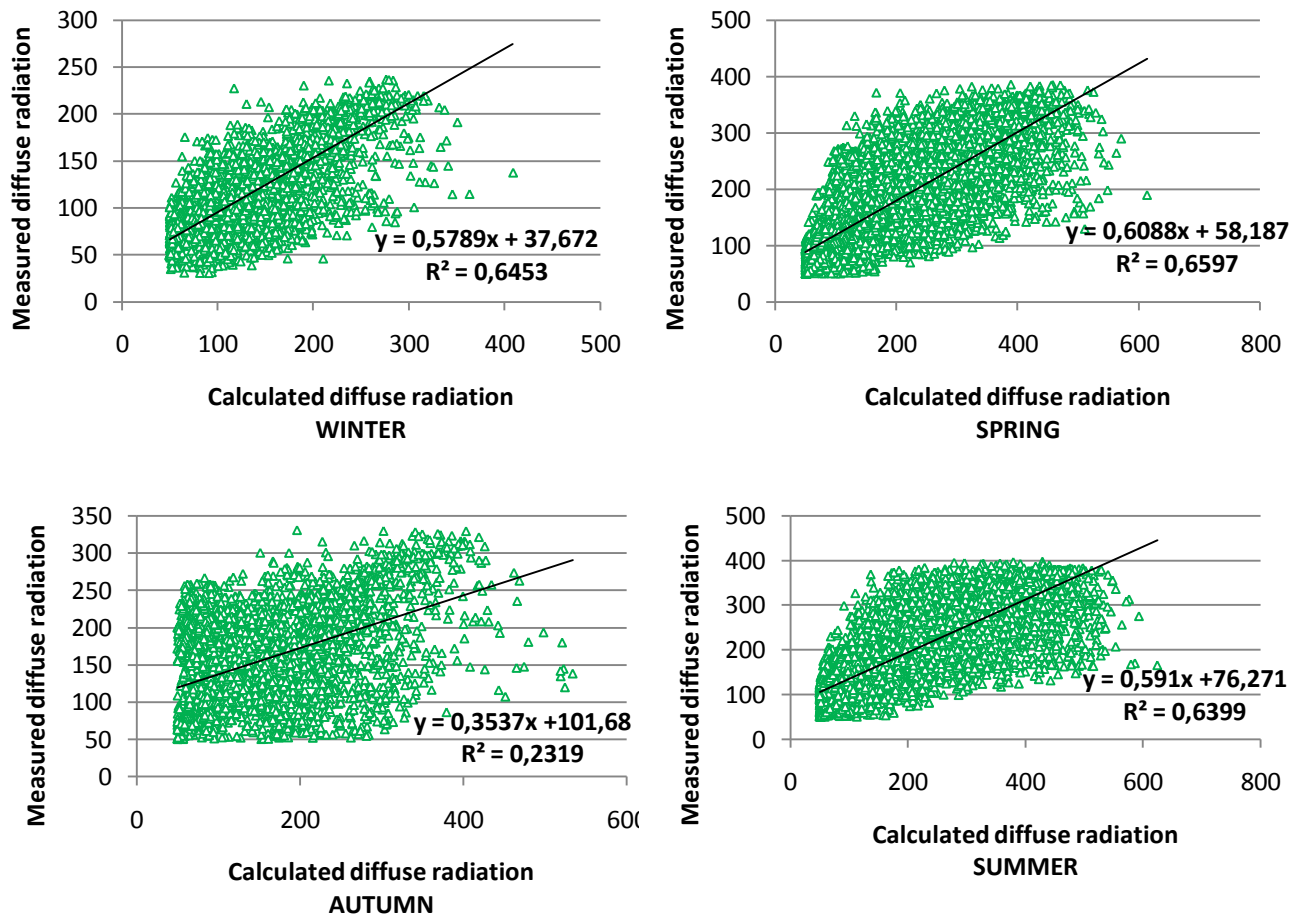 300
250
200
150
100
50
0
Measured diffuse radiation
y = 0,5789x + 37,672
R² = 0,6453
0 100 200 300 400 500
Calculated diffuse radiation
WINTER
500
400
300
200
100
0
Measured diffuse radiation
y = 0,6088x + 58,187
R² = 0,6597
0 200 400 600 800
Calculated diffuse radiation
SPRING
350
300
250
200
150
100
50
0
Measured diffuse radiation
y = 0,3537x +101,68
R² = 0,2319
0 200 400 600
Calculated diffuse radiation
AUTUMN
500
400
300
200
100
0
Measured diffuse radiation
y = 0,591x +76,271
R² = 0,6399
0 200 400 600 800
Calculated diffuse radiation
SUMMER